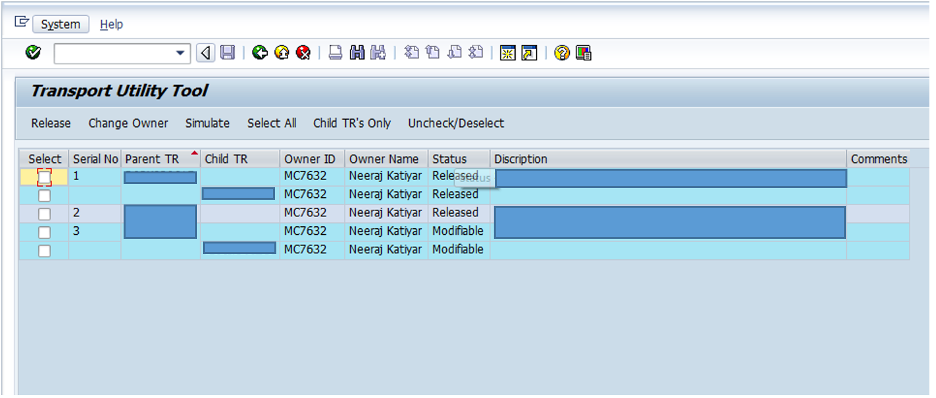 System Help
Transport Utility Tool
Release Change Owner Simulate Select All Child TR's Only Uncheck/Deselect
Select Serial No Parent TR Child TR Owner ID Owner Name Status Discription Comments
1 MC7632 Neeraj Katiyar Released
Status
MC7632 Neeraj Katiyar Released
2 MC7632 Neeraj Katiyar Released
3 MC7632 Neeraj Katiyar Modifiable
MC7632 Neeraj Katiyar Modifiable